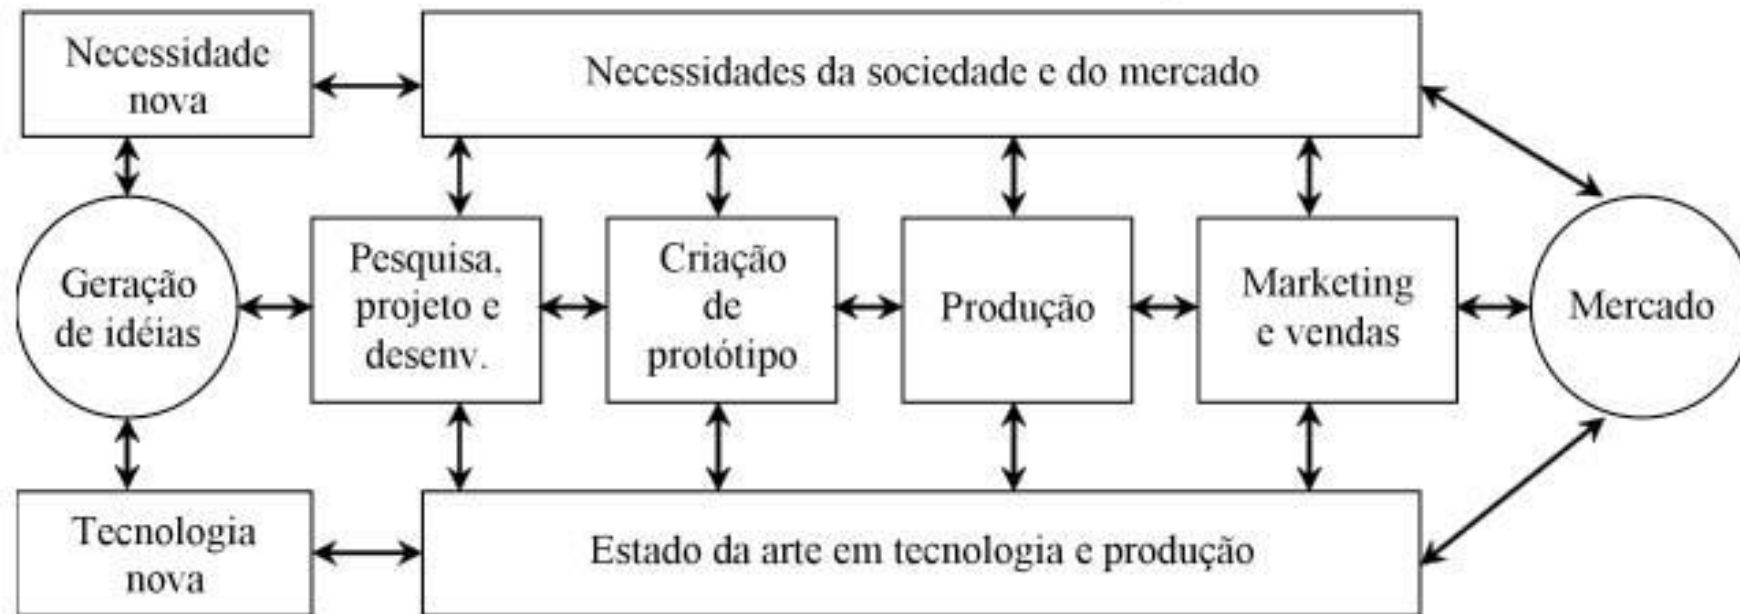 Necessidade
nova
Necessidades da sociedade e do mercado
Geração
de idéias
Pesquisa,
projeto e
desenv.
Criação
de
protótipo
Produção
Marketing
e vendas
Mercado
Tecnologia
nova
Estado da arte em tecnologia e produção